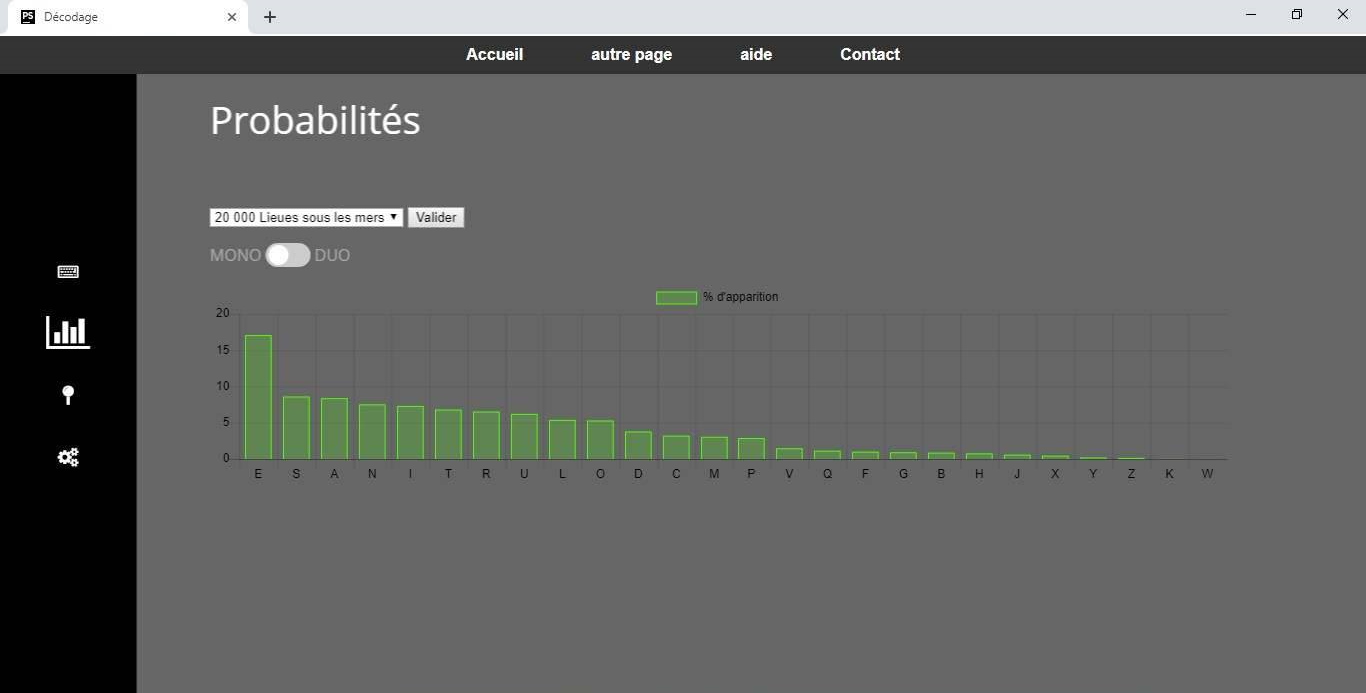 PS Décodage
Accueil autre page aide Contact
Probabilités
20 000 Lieues sous les mers Valider
MONO DUO
% d'apparition
20
15
10
5
0
E S A N I T R U L O D C M P V Q F G B H J X Y Z K W